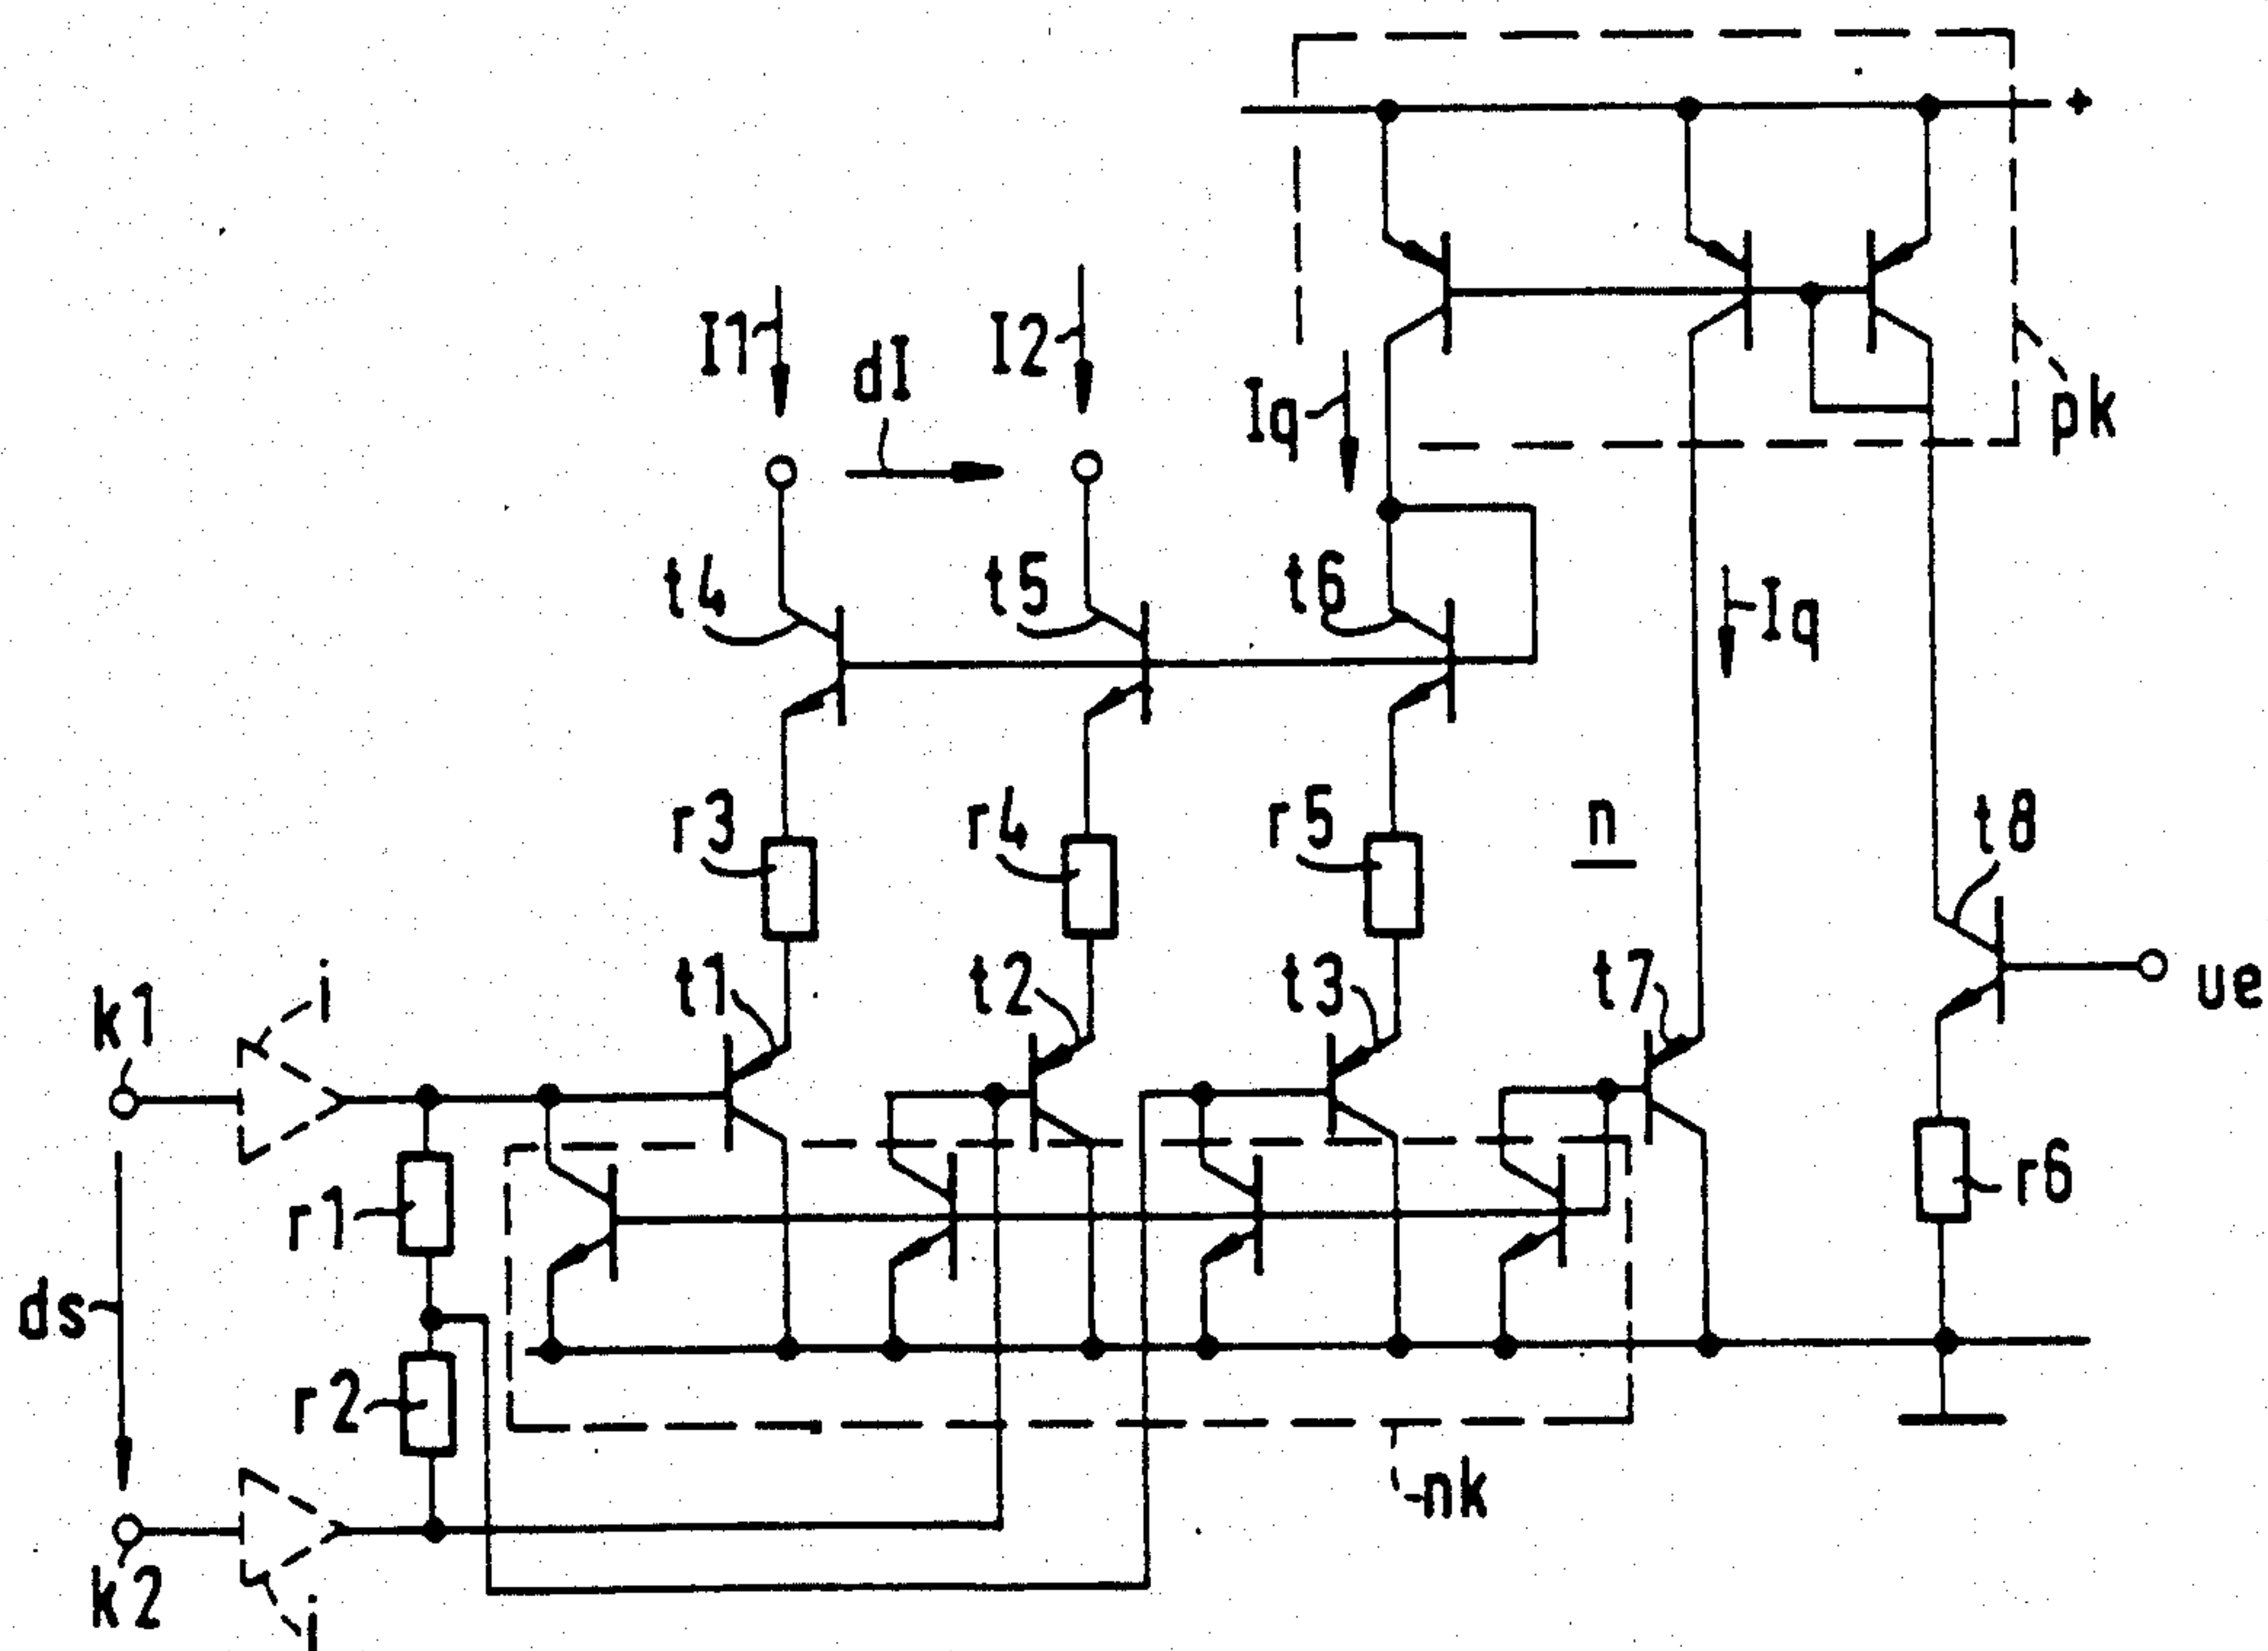 +
I1
dI
I2
Iq
pk
t4
t5
t6
Iq
r3
r4
r5
n
t8
k1
i
t1
t2
t3
t7
ue
r1
r6
ds
r2
nk
k2
i